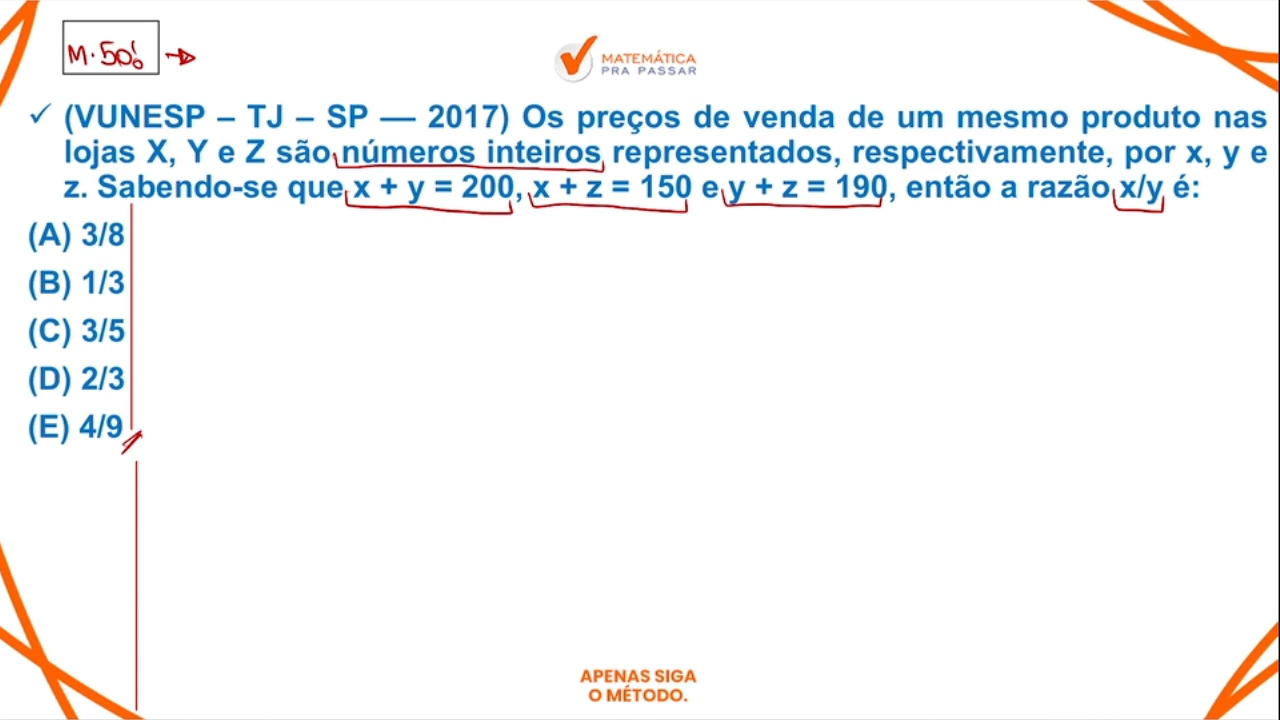 M.50!
MATEMÁTICA
PRA PASSAR
✓ (VUNESP – TJ – SP — 2017) Os preços de venda de um mesmo produto nas
lojas X, Y e Z são números inteiros representados, respectivamente, por x, y e
z. Sabendo-se que x + y = 200, x + z = 150 e y + z = 190, então a razão x/y é:
(A) 3/8
(B) 1/3
(C) 3/5
(D) 2/3
(E) 4/9
APENAS SIGA
O MÉTODO.